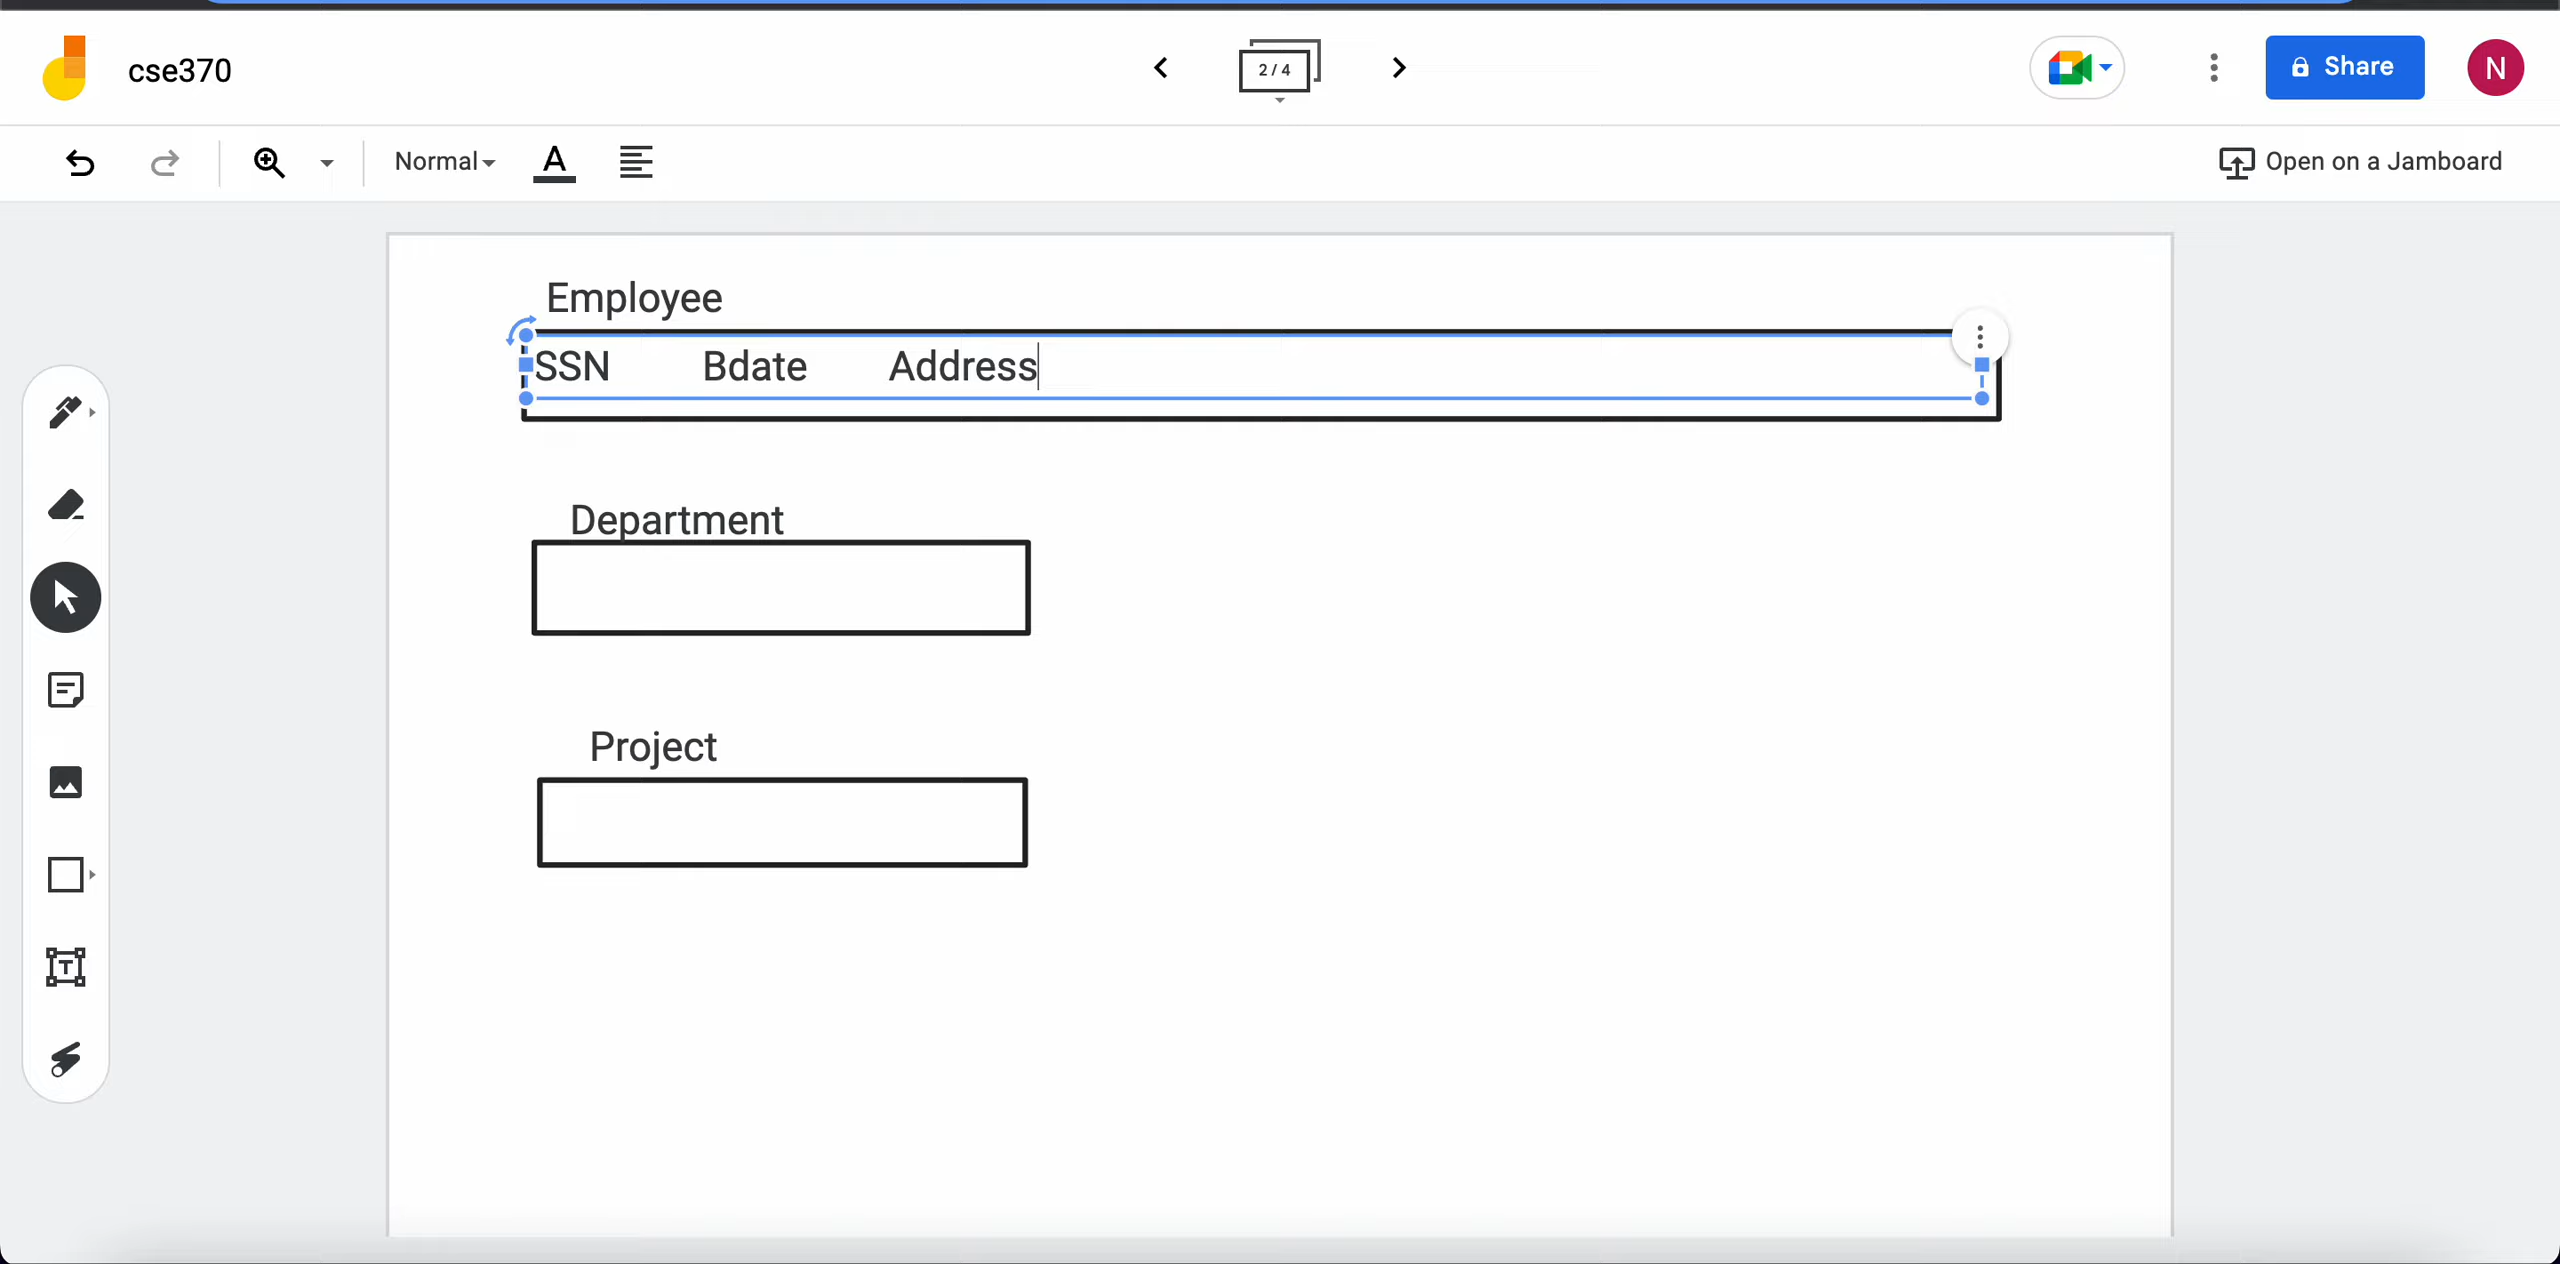 cse370
2 / 4
Share
N
Normal
A
Open on a Jamboard
Employee
SSN Bdate Address
Department
Project